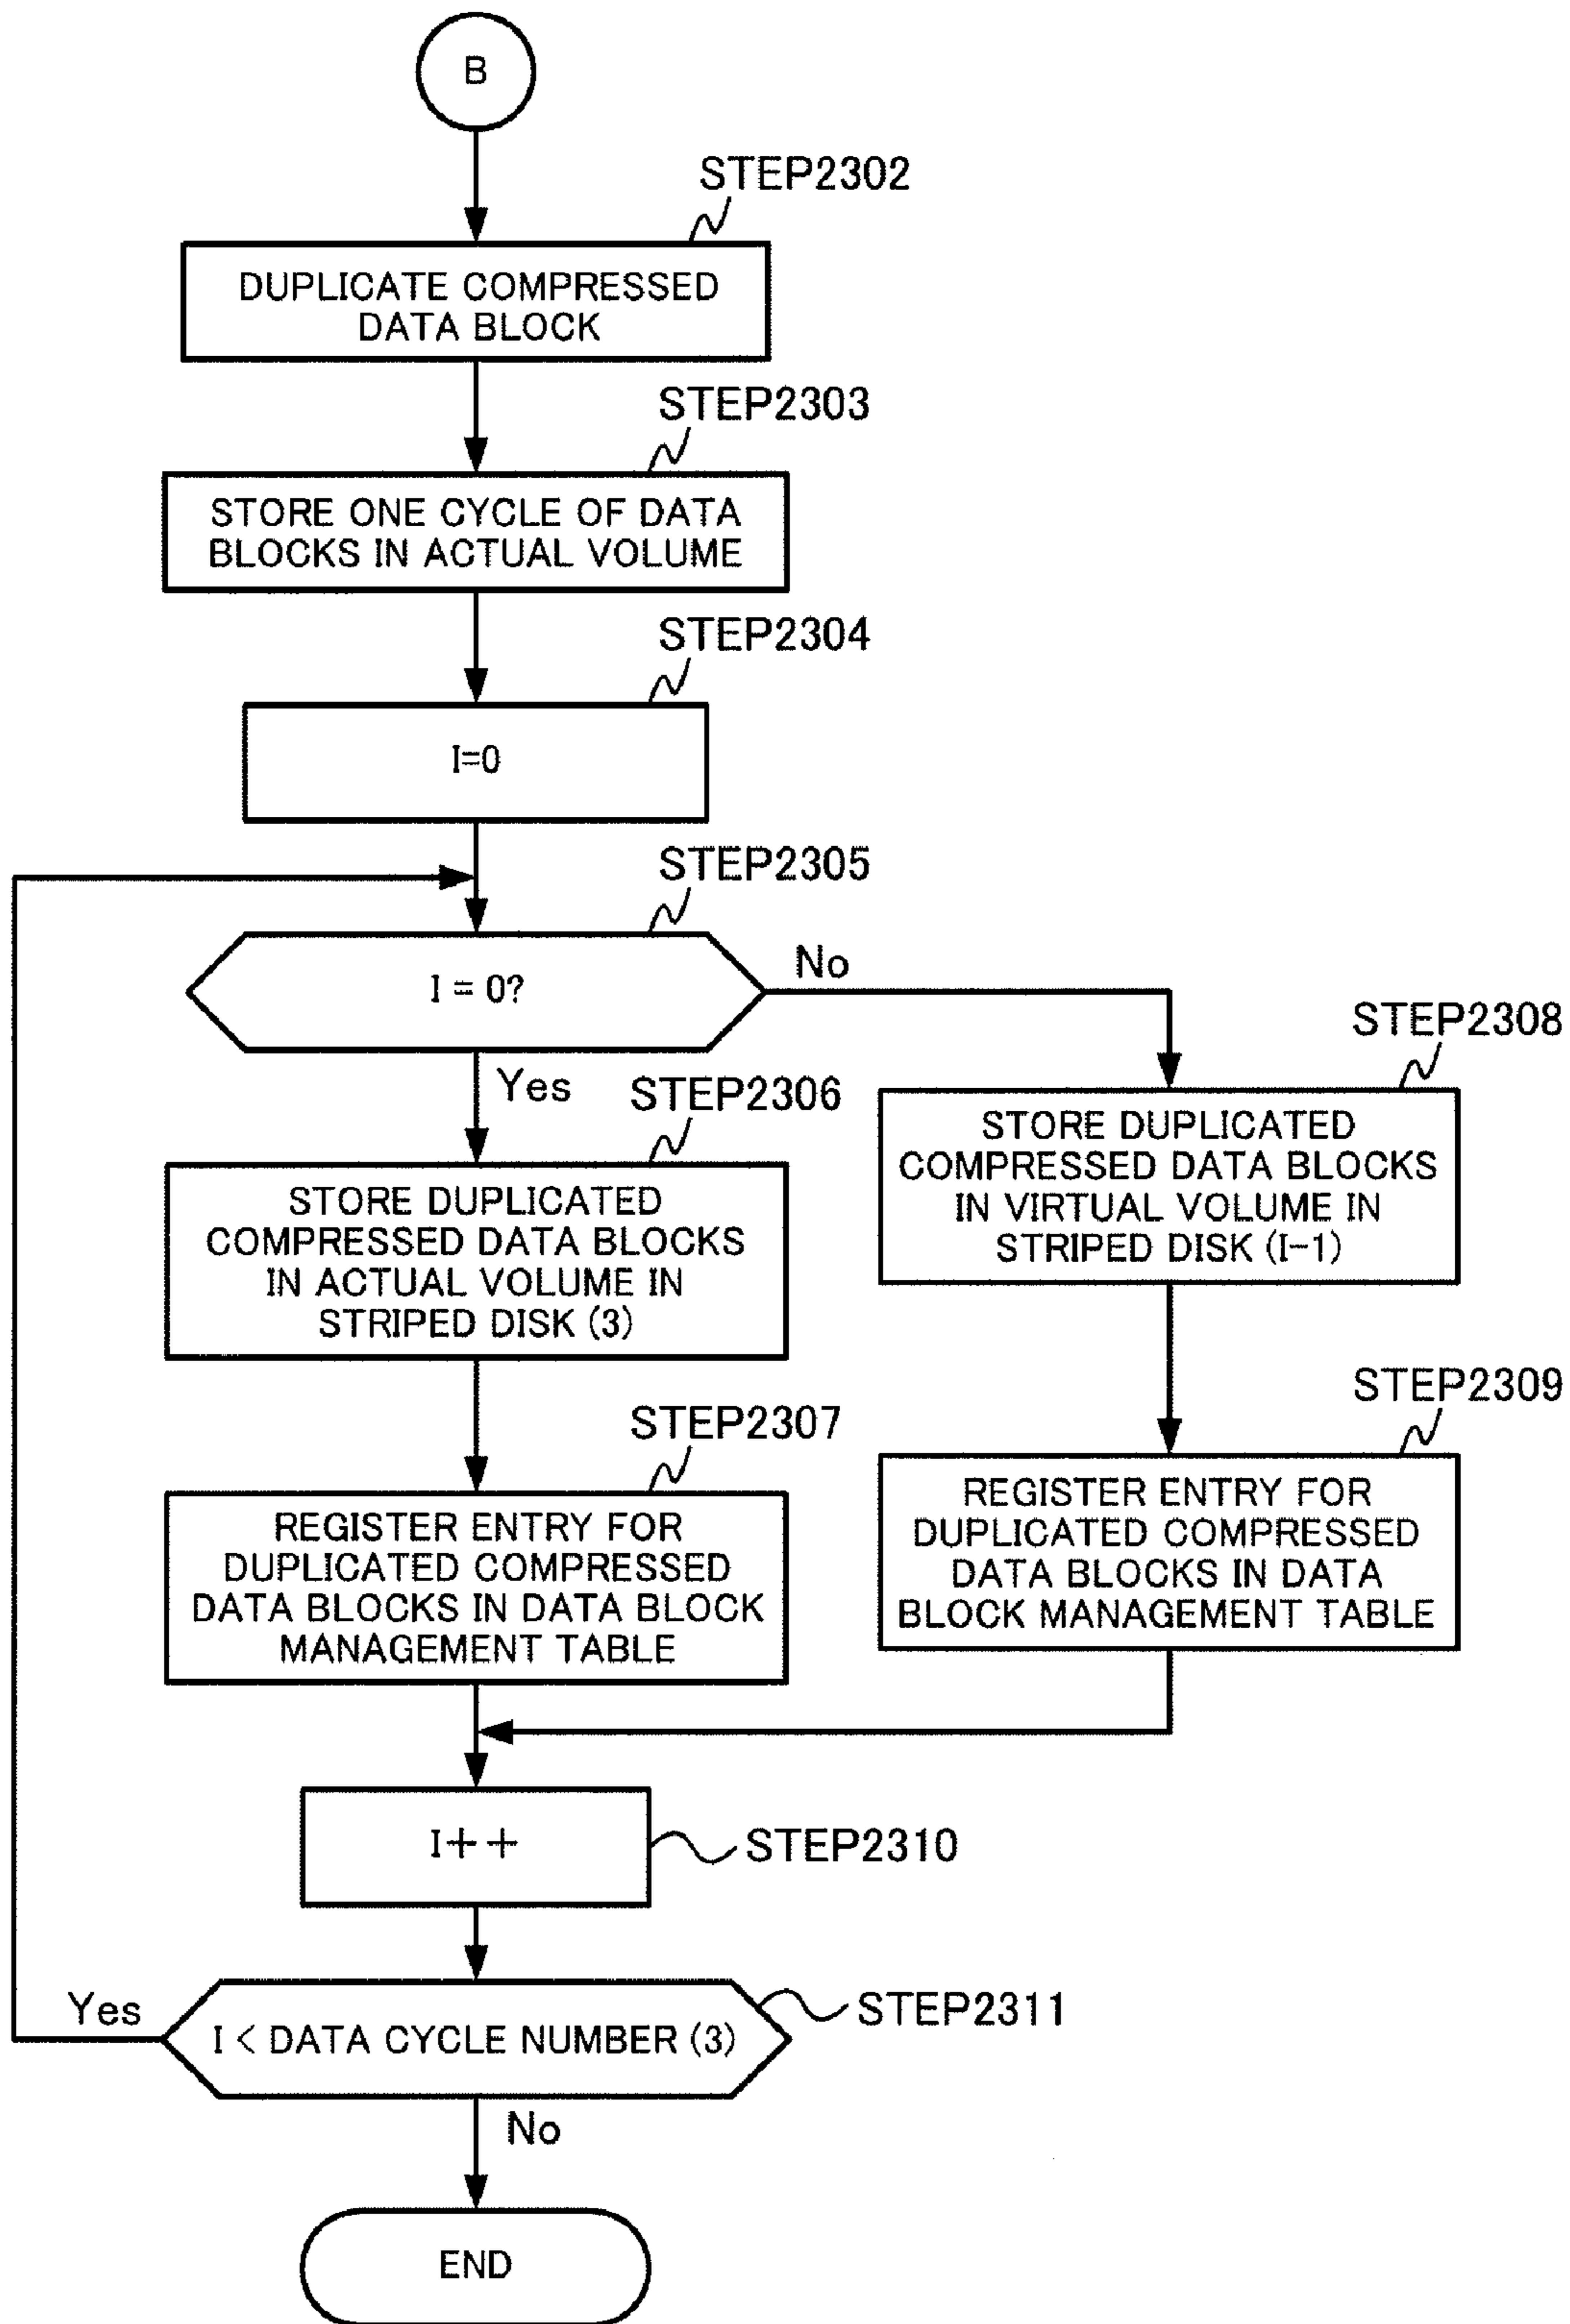 B
STEP2302
DUPLICATE COMPRESSED
DATA BLOCK
STEP2303
STORE ONE CYCLE OF DATA
BLOCKS IN ACTUAL VOLUME
STEP2304
I=0
STEP2305
I = 0?
No
Yes
STEP2306
STORE DUPLICATED
COMPRESSED DATA BLOCKS
IN ACTUAL VOLUME IN
STRIPED DISK (3)
STEP2308
STORE DUPLICATED
COMPRESSED DATA BLOCKS
IN VIRTUAL VOLUME IN
STRIPED DISK (I-1)
STEP2307
REGISTER ENTRY FOR
DUPLICATED COMPRESSED
DATA BLOCKS IN DATA BLOCK
MANAGEMENT TABLE
STEP2309
REGISTER ENTRY FOR
DUPLICATED COMPRESSED
DATA BLOCKS IN DATA
BLOCK MANAGEMENT TABLE
I++
STEP2310
Yes
I < DATA CYCLE NUMBER (3)
STEP2311
No
END